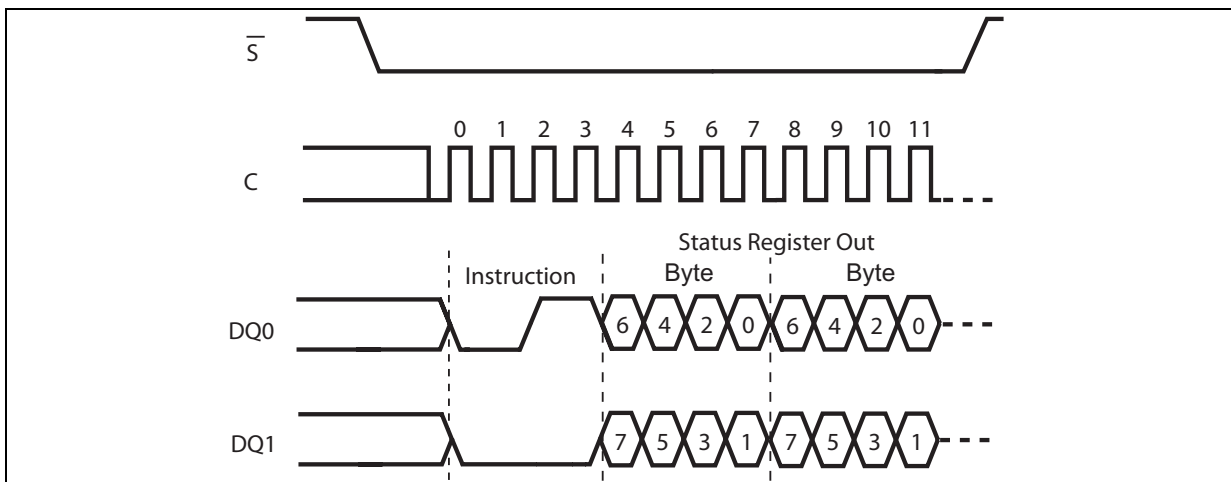 S
0 1 2 3 4 5 6 7 8 9 10 11
C
Status Register Out
Instruction Byte Byte
DQ0 6 4 2 0 6 4 2 0
DQ1 7 5 3 1 7 5 3 1